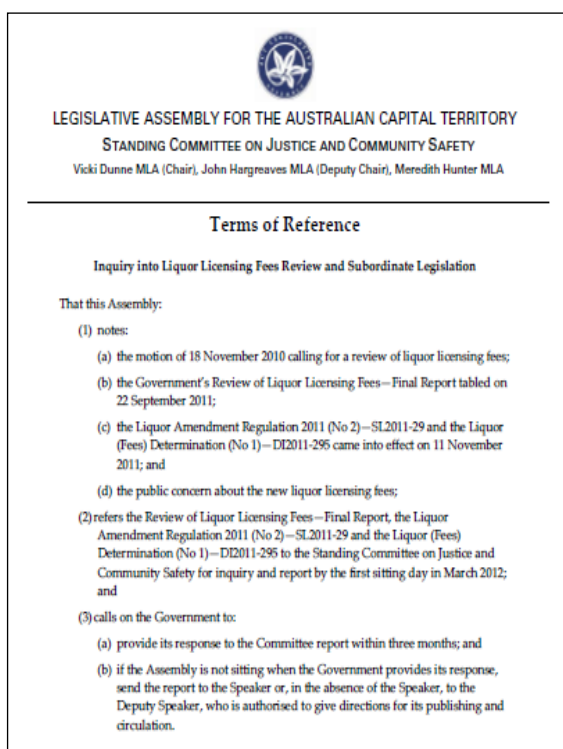 LEGISLATIVE ASSEMBLY FOR THE AUSTRALIAN CAPITAL TERRITORY
STANDING COMMITTEE ON JUSTICE AND COMMUNITY SAFETY
Vicki Dunne MLA (Chair), John Hargreaves MLA (Deputy Chair), Meredith Hunter MLA
Terms of Reference
Inquiry into Liquor Licensing Fees Review and Subordinate Legislation
That this Assembly:
(1) notes:
(a) the motion of 18 November 2010 calling for a review of liquor licensing fees;
(b) the Government's Review of Liquor Licensing Fees—Final Report tabled on
22 September 2011;
(c) the Liquor Amendment Regulation 2011 (No 2)—SL2011-29 and the Liquor
(Fees) Determination (No 1)—DI2011-295 came into effect on 11 November
2011; and
(d) the public concern about the new liquor licensing fees;
(2) refers the Review of Liquor Licensing Fees—Final Report, the Liquor
Amendment Regulation 2011 (No 2)—SL2011-29 and the Liquor (Fees)
Determination (No 1)—DI2011-295 to the Standing Committee on Justice and
Community Safety for inquiry and report by the first sitting day in March 2012;
and
(3) calls on the Government to:
(a) provide its response to the Committee report within three months; and
(b) if the Assembly is not sitting when the Government provides its response,
send the report to the Speaker or, in the absence of the Speaker, to the
Deputy Speaker, who is authorised to give directions for its publishing and
circulation.